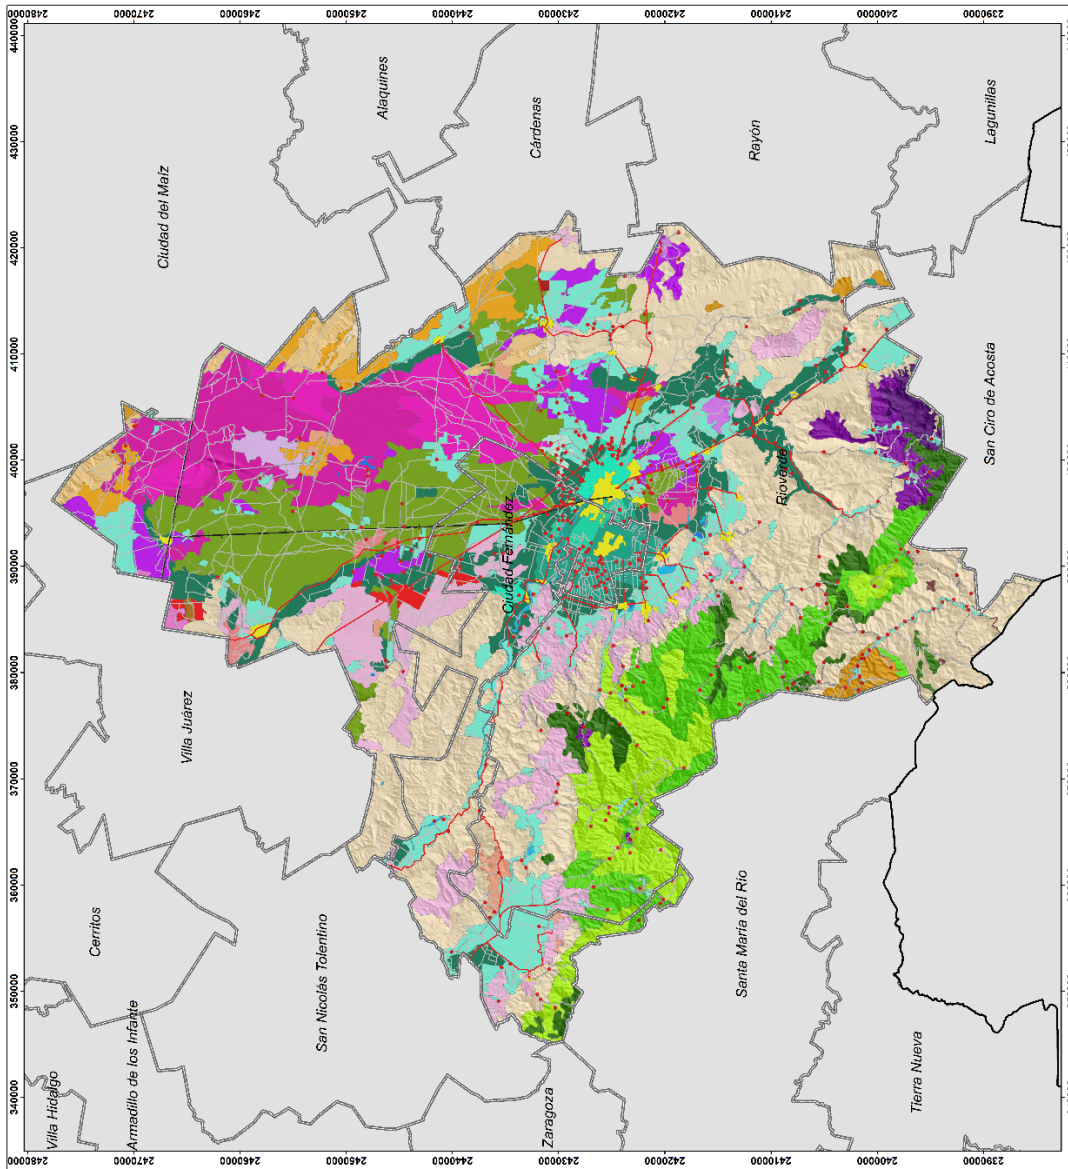 340000
350000
360000
370000
380000
390000
400000
410000
420000
430000
440000
2480000
2470000
2460000
2450000
2440000
2430000
2420000
2410000
2400000
2390000
Villa Hidalgo
Armadillo de los Infante
Cerritos
Villa Juárez
Ciudad del Maíz
San Nicolás Tolentino
Alaquines
Cárdenas
Ciudad Fernández
Zaragoza
Santa María del Río
Rioverde
Rayón
Tierra Nueva
San Ciro de Acosta
Lagunillas